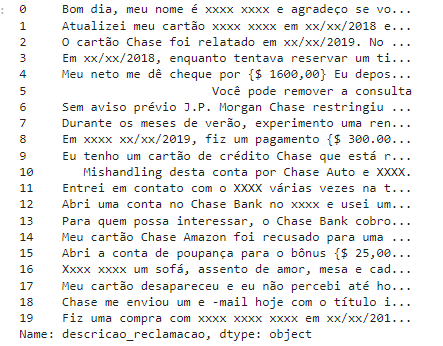 0 Bom dia, meu nome é xxxx xxxx e agradeço se vo...
1 Atualizei meu cartão xxxx xxxx em xx/xx/2018 e...
2 O cartão Chase foi relatado em xx/xx/2019. No ...
3 Em xx/xx/2018, enquanto tentava reservar um ti...
4 Meu neto me dê cheque por {$ 1600,00} Eu depos...
5 Você pode remover a consulta
6 Sem aviso prévio J.P. Morgan Chase restringiu ...
7 Durante os meses de verão, experimento uma ren...
8 Em xxxx xx/xx/2019, fiz um pagamento {$ 300.00...
9 Eu tenho um cartão de crédito Chase que está r...
10 Mishandling desta conta por Chase Auto e XXXX.
11 Entrei em contato com o XXXX várias vezes na t...
12 Abri uma conta no Chase Bank no xxxx e usei um...
13 Para quem possa interessar, o Chase Bank cobro...
14 Meu cartão Chase Amazon foi recusado para uma ...
15 Abri a conta de poupança para o bônus {$ 25,00...
16 Xxxx xxxx um sofá, assento de amor, mesa e cad...
17 Meu cartão desapareceu e eu não percebi até ho...
18 Chase me enviou um e -mail hoje com o título i...
19 Fiz uma compra com xxxx xxxx xxxx em xx/xx/201...
Name: descricao_reclamacao, dtype: object